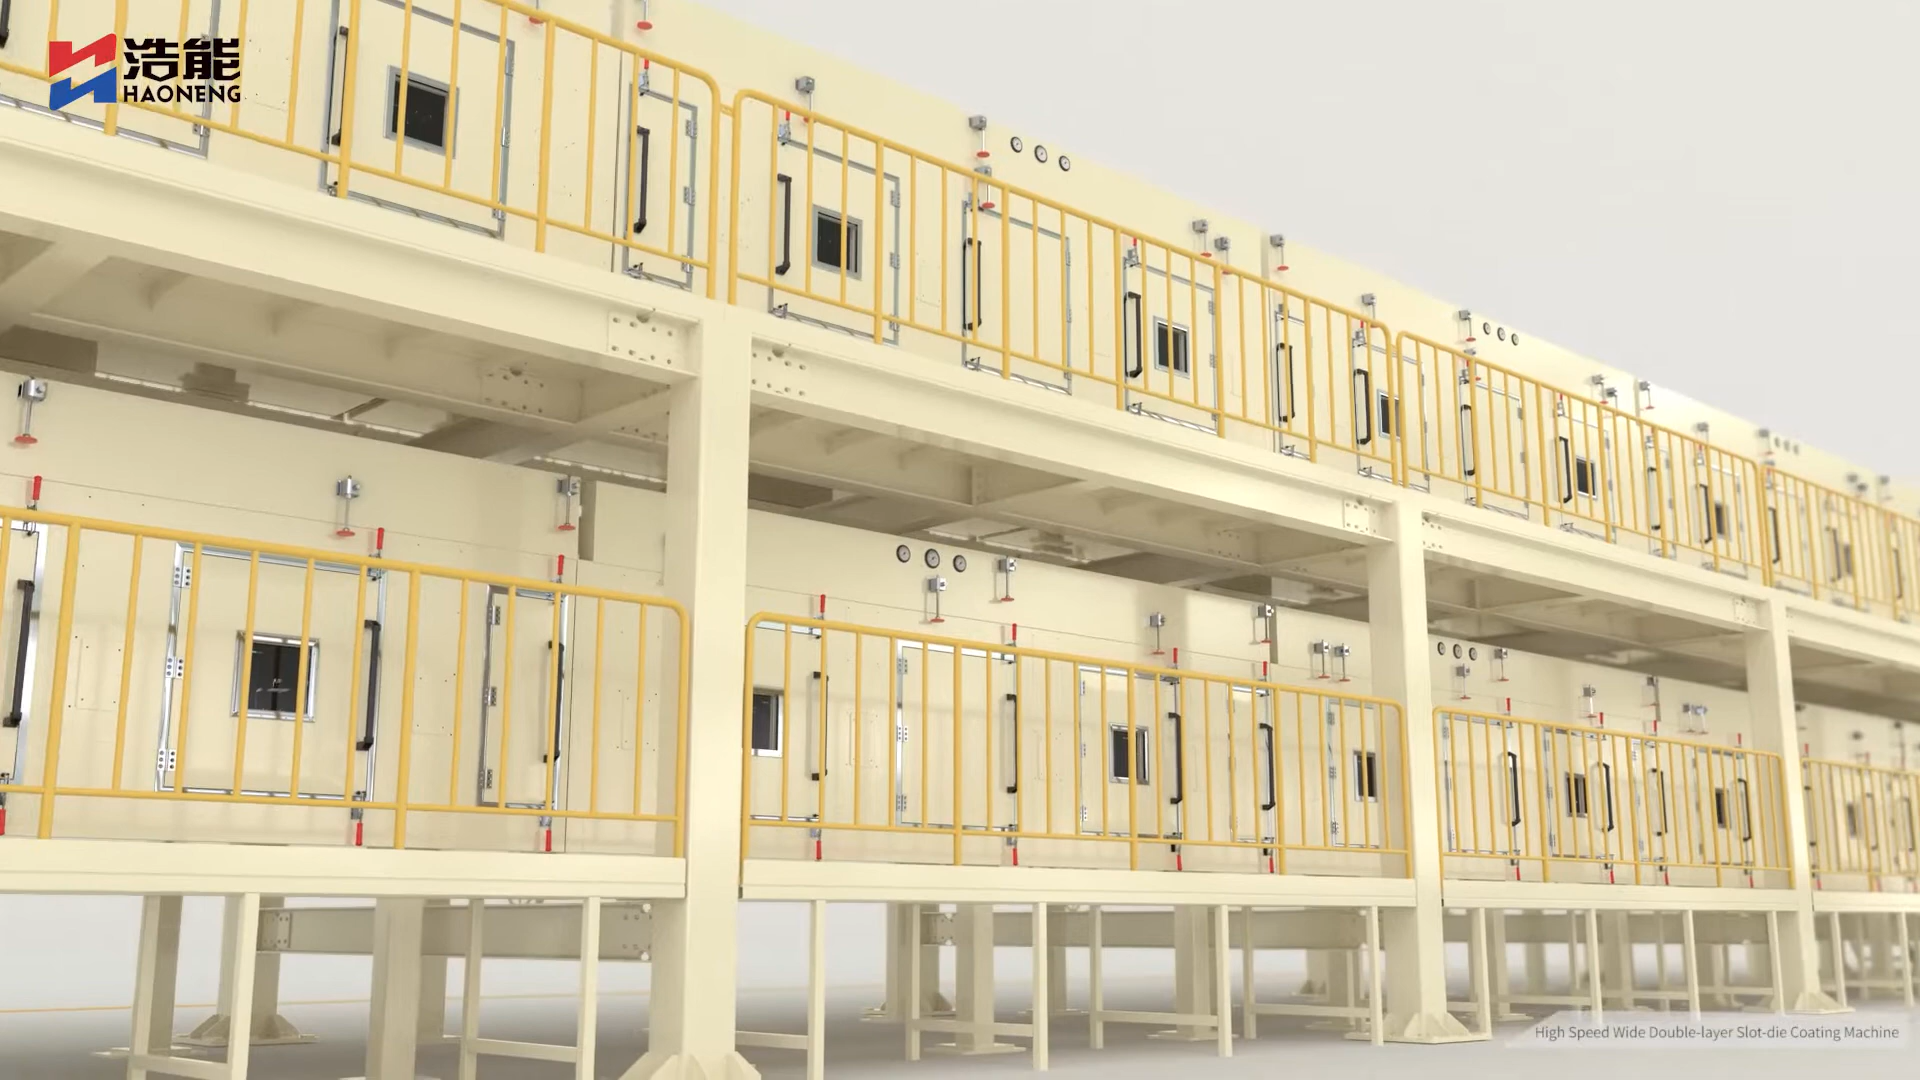 浩能
HAONENG
High Speed Wide Double-layer Slot-die Coating Machine